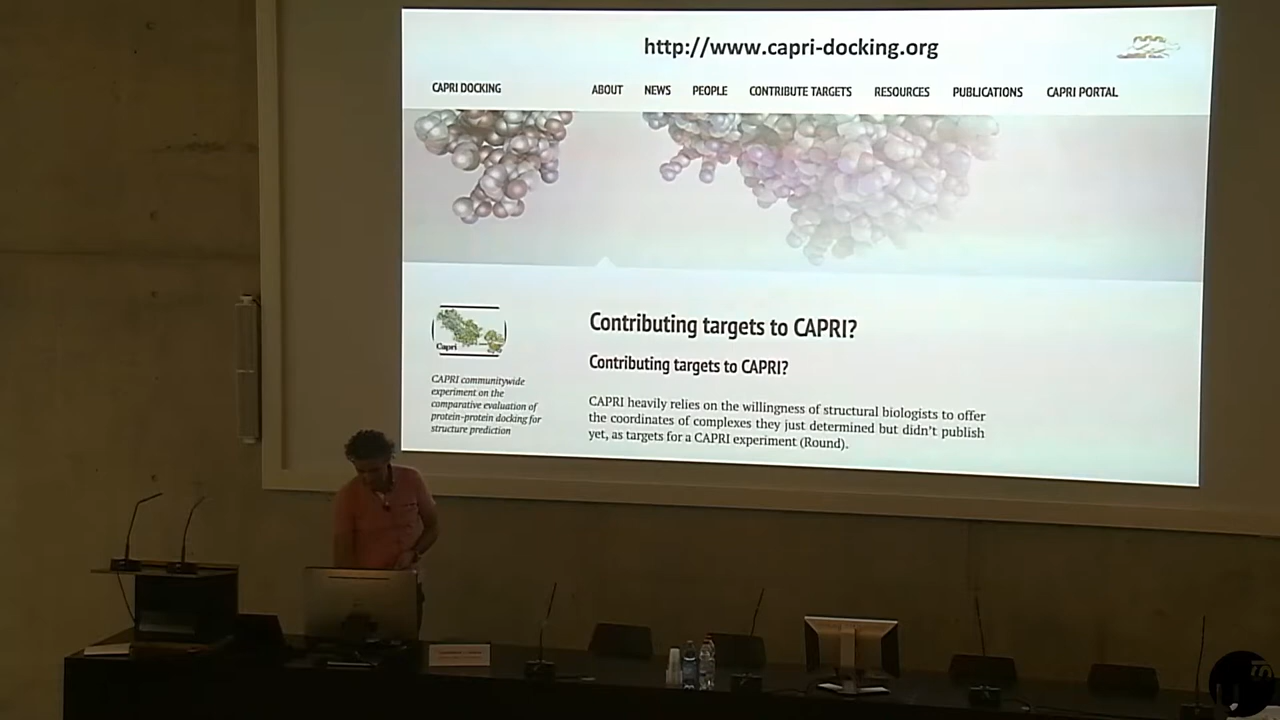 http://www.capri-docking.org
CAPRI DOCKING
ABOUT NEWS PEOPLE CONTRIBUTE TARGETS RESOURCES PUBLICATIONS CAPRI PORTAL
Capri
CAPRI communitywide
experiment on the
comparative evaluation of
protein-protein docking for
structure prediction
Contributing targets to CAPRI?
Contributing targets to CAPRI?
CAPRI heavily relies on the willingness of structural biologists to offer
the coordinates of complexes they just determined but didn't publish
yet, as targets for a CAPRI experiment (Round).